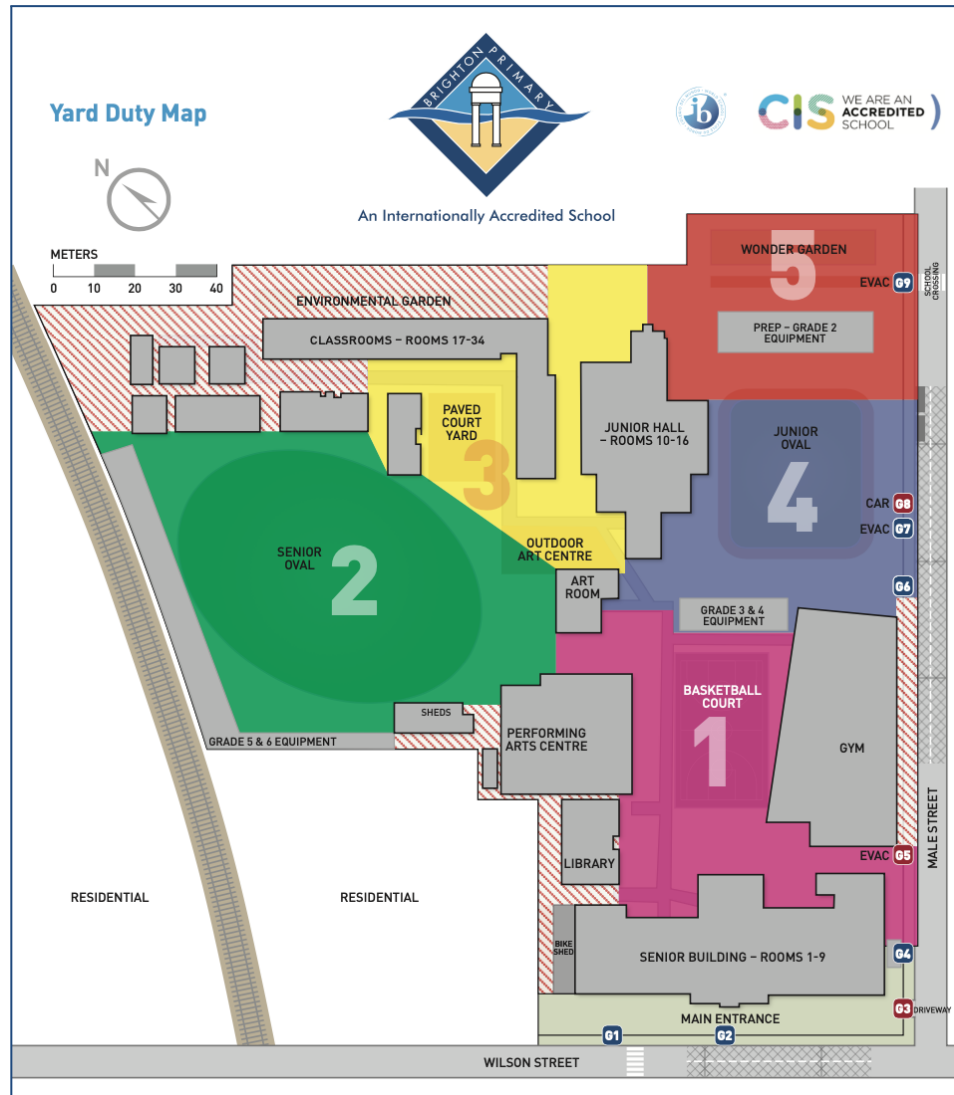 BRIGHTON PRIMARY
Yard Duty Map
ib
CIS
WE ARE AN
ACCREDITED
SCHOOL
An Internationally Accredited School
N
METERS
0 10 20 30 40
5
WONDER GARDEN
EVAC G9
SCHOOL
CROSSING
ENVIRONMENTAL GARDEN
CLASSROOMS – ROOMS 17-34
PREP – GRADE 2
EQUIPMENT
PAVED
COURT
YARD
3
JUNIOR HALL
– ROOMS 10-16
JUNIOR
OVAL
4
CAR G8
EVAC G7
OUTDOOR
ART CENTRE
SENIOR
OVAL
2
ART
ROOM
G6
GRADE 3 & 4
EQUIPMENT
BASKETBALL
COURT
1
SHEDS
GRADE 5 & 6 EQUIPMENT
PERFORMING
ARTS CENTRE
GYM
MALE STREET
LIBRARY
EVAC G5
RESIDENTIAL
RESIDENTIAL
BIKE
SHED
SENIOR BUILDING – ROOMS 1-9
G4
G3 DRIVEWAY
MAIN ENTRANCE
G1
G2
WILSON STREET